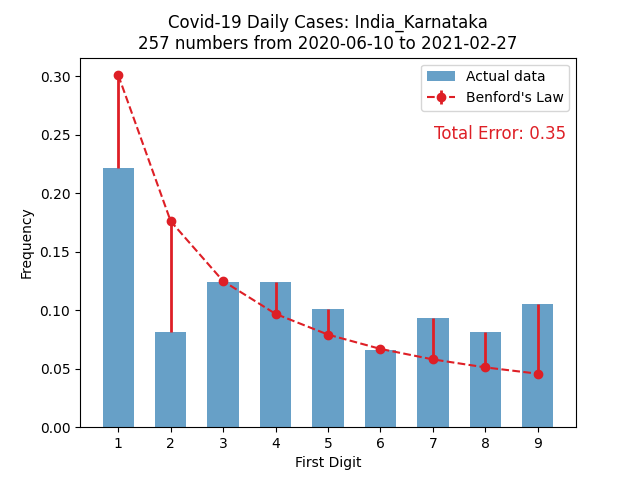 Covid-19 Daily Cases: India_Karnataka
257 numbers from 2020-06-10 to 2021-02-27
Actual data
Benford's Law
Total Error: 0.35
Frequency
0.30
0.25
0.20
0.15
0.10
0.05
0.00
1 2 3 4 5 6 7 8 9
First Digit